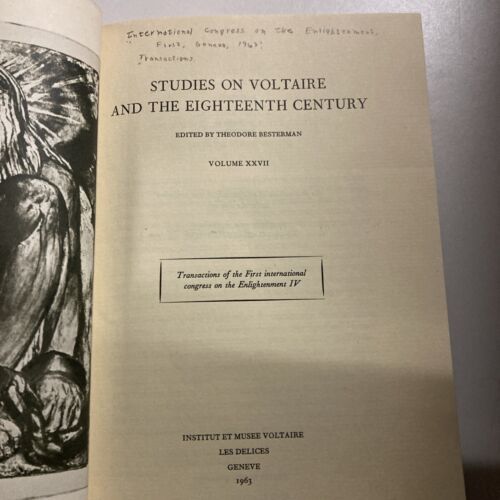 International Congress on the Enlightenment,
First, Geneva, 1963.
Transactions
STUDIES ON VOLTAIRE
AND THE EIGHTEENTH CENTURY
EDITED BY THEODORE BESTERMAN
VOLUME XXVII
Transactions of the First international
congress on the Enlightenment IV
INSTITUT ET MUSEE VOLTAIRE
LES DELICES
GENEVE
1963